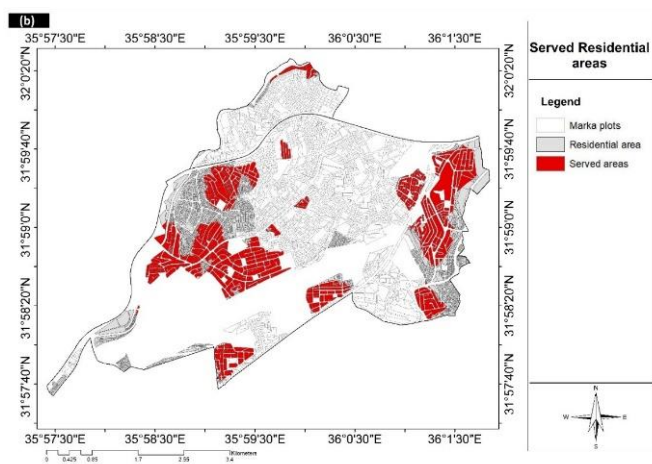 (b)
35°57'30"E 35°58'30"E 35°59'30"E 36°0'30"E 36°1'30"E
32°0'20"N 32°0'20"N
31°59'40"N 31°59'40"N
31°59'0"N 31°59'0"N
31°58'20"N 31°58'20"N
31°57'40"N 31°57'40"N
35°57'30"E 35°58'30"E 35°59'30"E 36°0'30"E 36°1'30"E
0 0.425 0.85 1.7 2.55 3.4
Kilometers
Served Residential
areas
Legend
Marka plots
Residential area
Served areas
N
W E
S